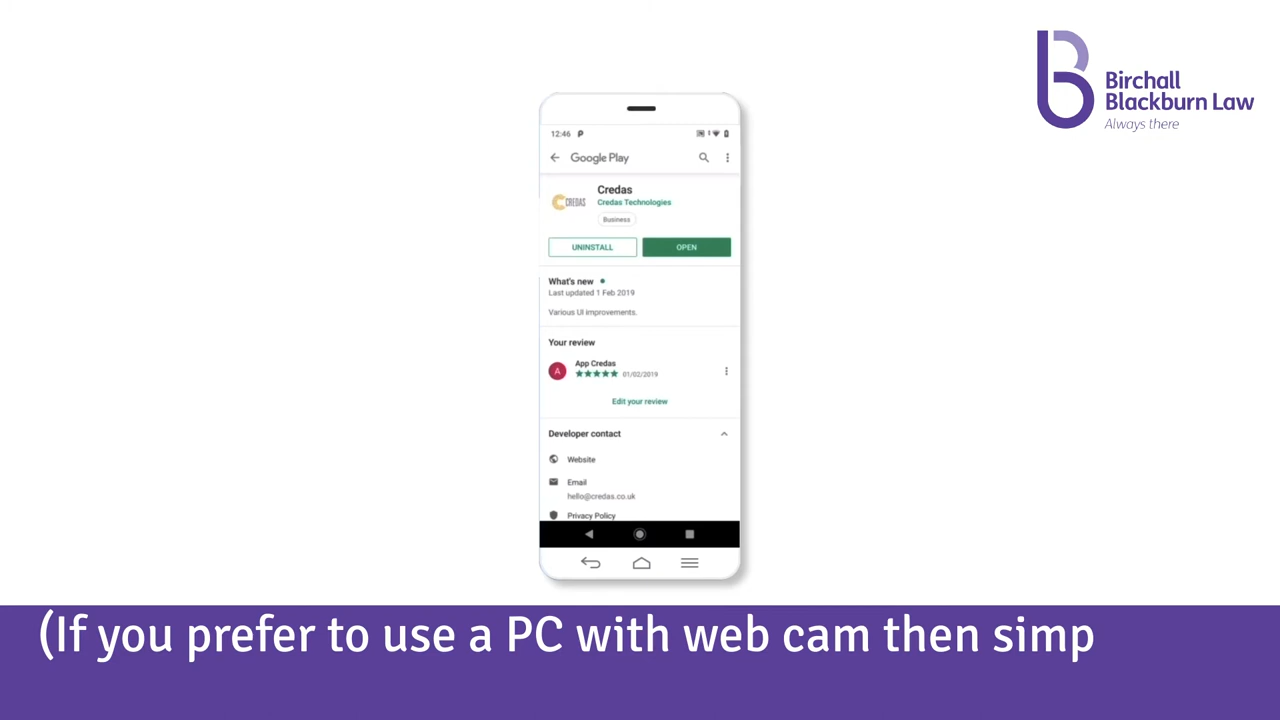 Birchall
Blackburn Law
Always there
12:46
Google Play
Credas
CREDAS
Credas Technologies
Business
UNINSTALL
OPEN
What's new
Last updated 1 Feb 2019
Various UI improvements.
Your review
A
App Credas
01/02/2019
Edit your review
Developer contact
Website
Email
hello@credas.co.uk
Privacy Policy
(If you prefer to use a PC with web cam then simp